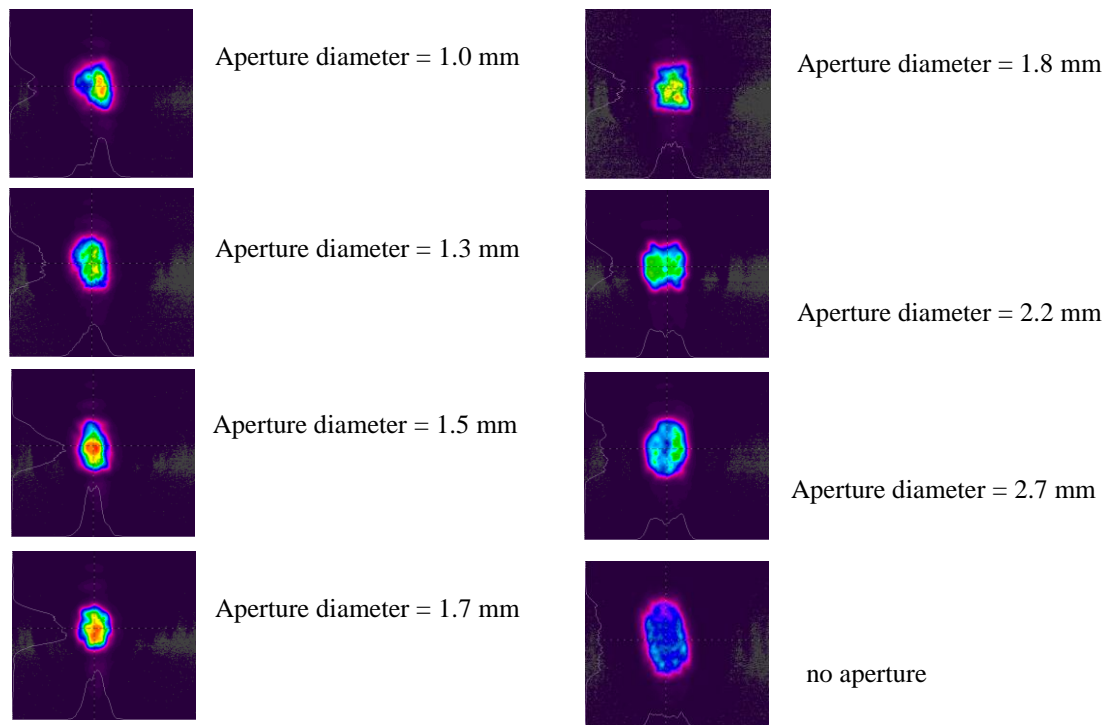 Aperture diameter = 1.0 mm
Aperture diameter = 1.3 mm
Aperture diameter = 1.5 mm
Aperture diameter = 1.7 mm
Aperture diameter = 1.8 mm
Aperture diameter = 2.2 mm
Aperture diameter = 2.7 mm
no aperture